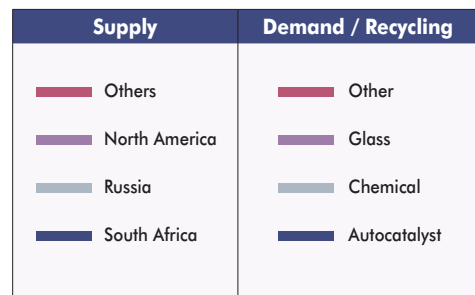 Supply
Others
North America
Russia
South Africa
Demand / Recycling
Other
Glass
Chemical
Autocatalyst